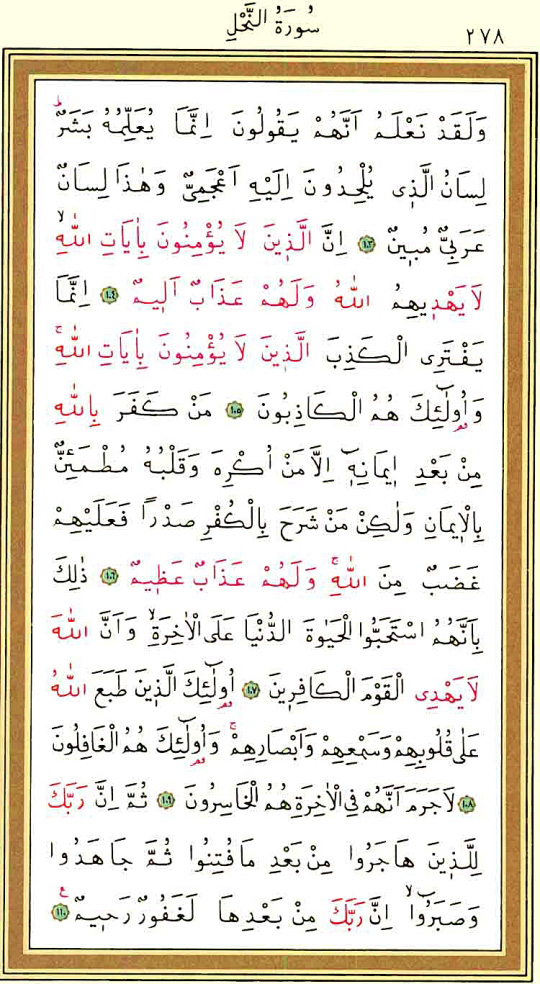 سُورَةُ النَّحْلِ
٢٧٨
وَلَقَدْ نَعْلَمُ اَنَّهُمْ يَقُولُونَ اِنَّمَا يُعَلِّمُهُ بَشَرٌۜ
لِسَانُ الَّذٖى يُلْحِدُونَ اِلَيْهِ اَعْجَمِىٌّ وَهٰذَا لِسَانٌ
عَرَبِىٌّ مُبٖينٌ ﴿١٠٣﴾ اِنَّ الَّذٖينَ لَا يُؤْمِنُونَ بِاٰيَاتِ اللّٰهِۙ
لَا يَهْدٖيهِمُ اللّٰهُ وَلَهُمْ عَذَابٌ اَلٖيمٌ ﴿١٠٤﴾ اِنَّمَا
يَفْتَرِى الْكَذِبَ الَّذٖينَ لَا يُؤْمِنُونَ بِاٰيَاتِ اللّٰهِۚ
وَاُولٰٓئِكَ هُمُ الْكَاذِبُونَ ﴿١٠٥﴾ مَنْ كَفَرَ بِاللّٰهِ
مِنْ بَعْدِ اٖيمَانِهٖٓ اِلَّا مَنْ اُكْرِهَ وَقَلْبُهُ مُطْمَئِنٌّ
بِالْاٖيمَانِ وَلٰكِنْ مَنْ شَرَحَ بِالْكُفْرِ صَدْرًا فَعَلَيْهِمْ
غَضَبٌ مِنَ اللّٰهِۚ وَلَهُمْ عَذَابٌ عَظٖيمٌ ﴿١٠٦﴾ ذٰلِكَ
بِاَنَّهُمُ اسْتَحَبُّوا الْحَيٰوةَ الدُّنْيَا عَلَى الْاٰخِرَةِۙ وَاَنَّ اللّٰهَ
لَا يَهْدِى الْقَوْمَ الْكَافِرٖينَ ﴿١٠٧﴾ اُولٰٓئِكَ الَّذٖينَ طَبَعَ اللّٰهُ
عَلٰى قُلُوبِهِمْ وَسَمْعِهِمْ وَاَبْصَارِهِمْۚ وَاُولٰٓئِكَ هُمُ الْغَافِلُونَ
﴿١٠٨﴾ لَا جَرَمَ اَنَّهُمْ فِى الْاٰخِرَةِ هُمُ الْخَاسِرُونَ ﴿١٠٩﴾ ثُمَّ اِنَّ رَبَّكَ
لِلَّذٖينَ هَاجَرُوا مِنْ بَعْدِ مَا فُتِنُوا ثُمَّ جَاهَدُوا
وَصَبَرُٓواۙ اِنَّ رَبَّكَ مِنْ بَعْدِهَا لَغَفُورٌ رَحٖيمٌ ﴿١١٠﴾